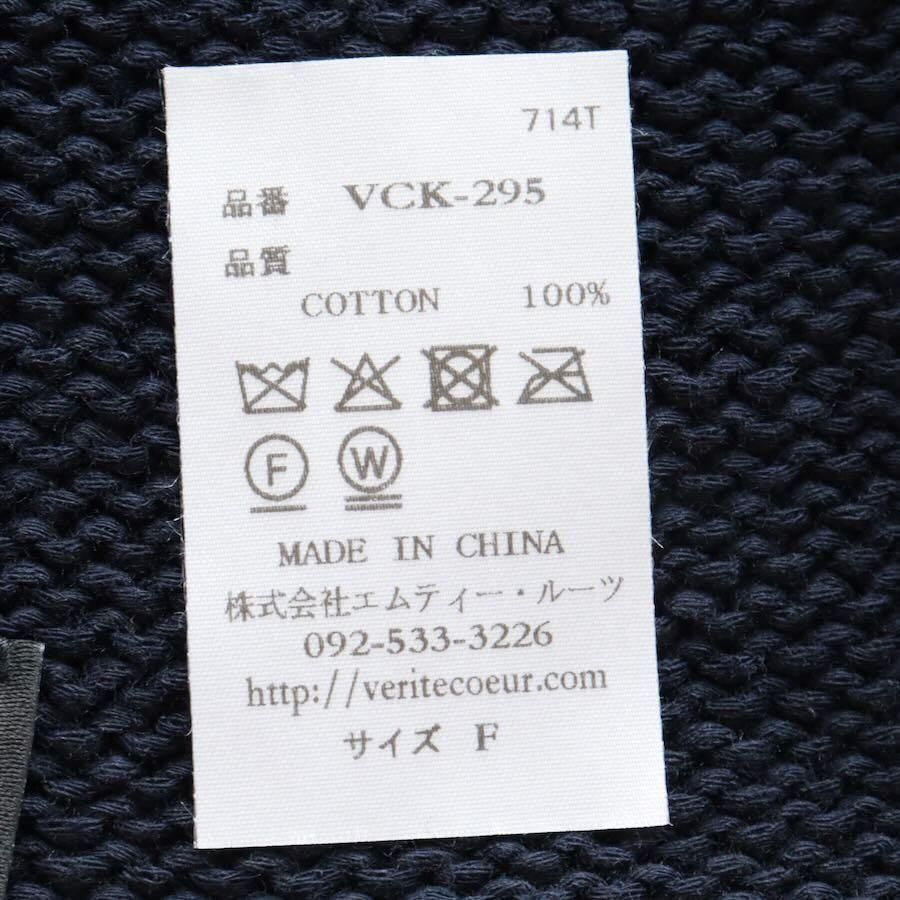 714T
品番 VCK-295
品質
COTTON 100%
F W
MADE IN CHINA
株式会社エムティー・ルーツ
092-533-3226
http://veritecoeur.com
サイズ F